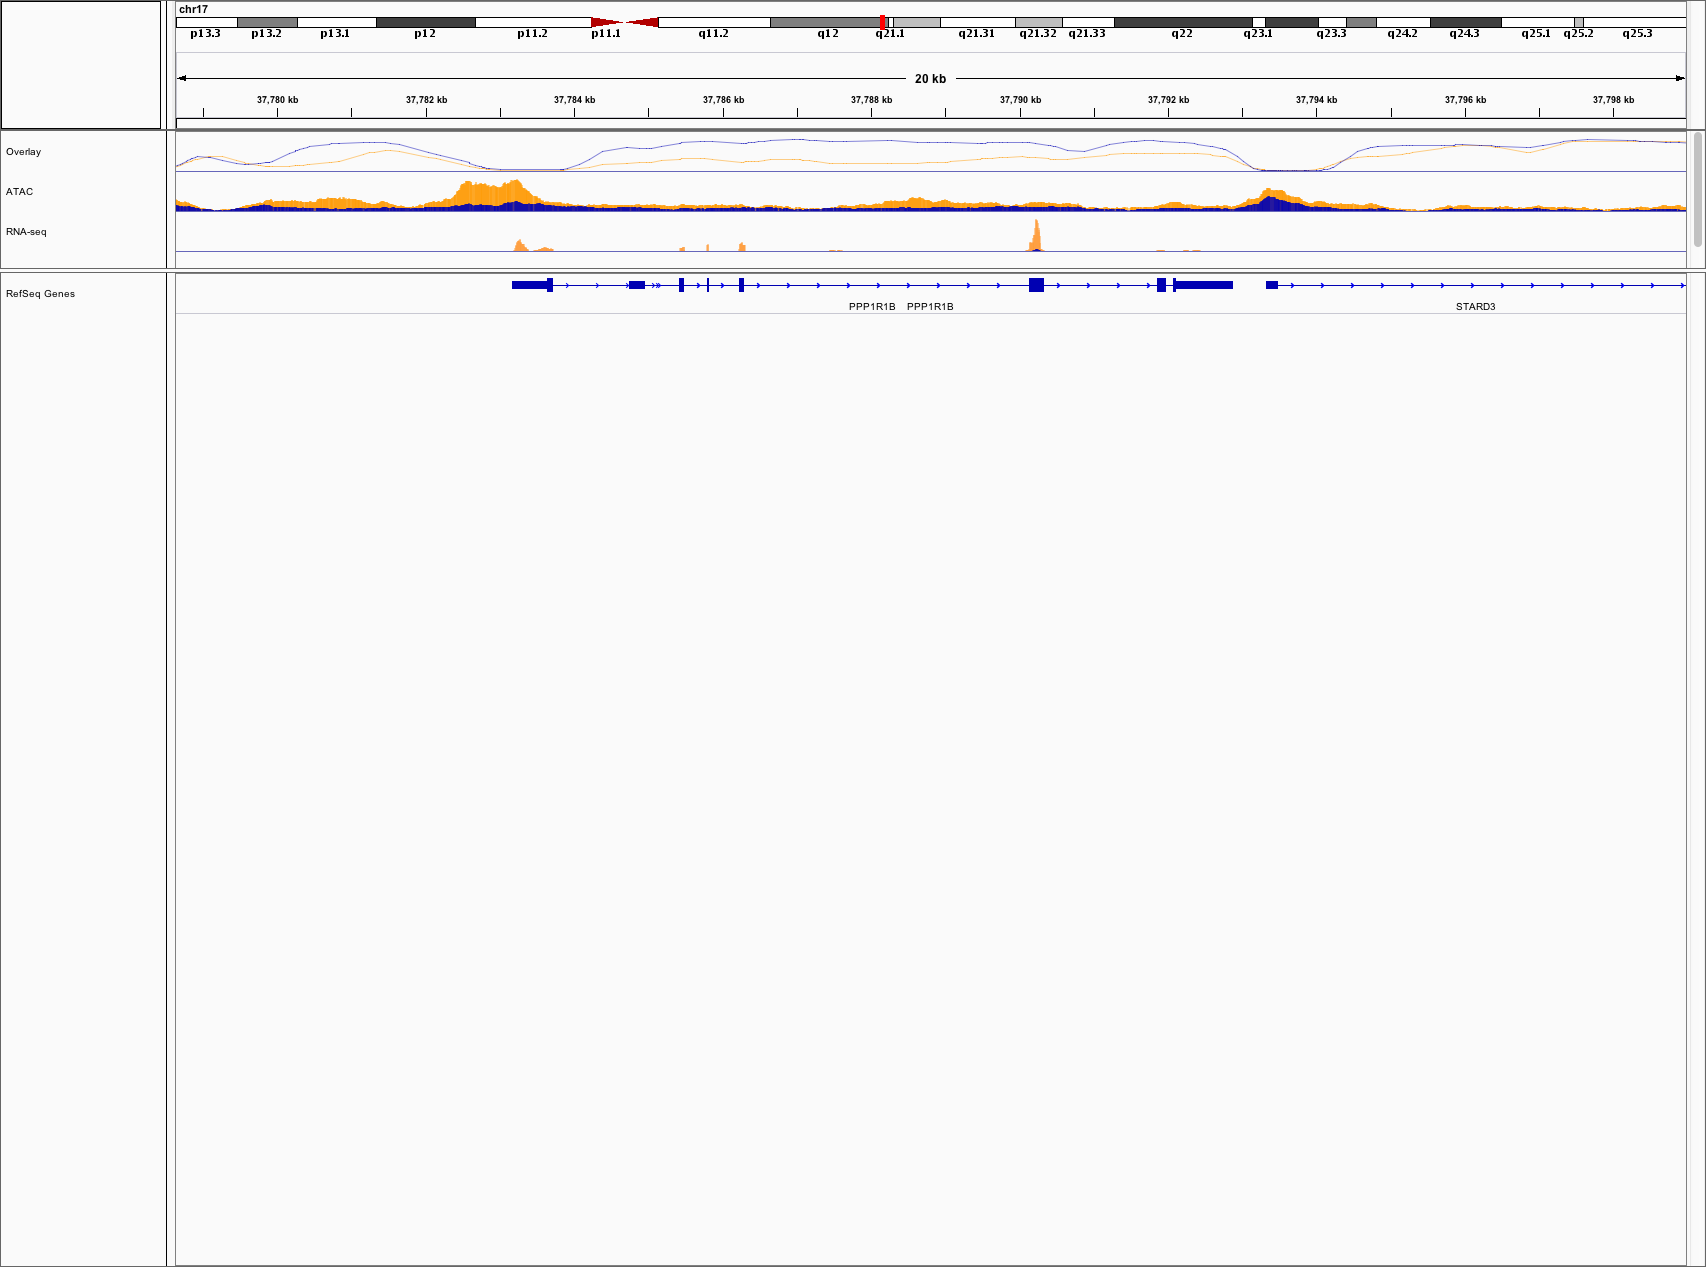 chr17
p13.3 p13.2 p13.1 p12 p11.2 p11.1 q11.2 q12 q21.1 q21.31 q21.32 q21.33 q22 q23.1 q23.3 q24.2 q24.3 q25.1 q25.2 q25.3
20 kb
37,780 kb 37,782 kb 37,784 kb 37,786 kb 37,788 kb 37,790 kb 37,792 kb 37,794 kb 37,796 kb 37,798 kb
Overlay
ATAC
RNA-seq
RefSeq Genes
PPP1R1B PPP1R1B STARD3